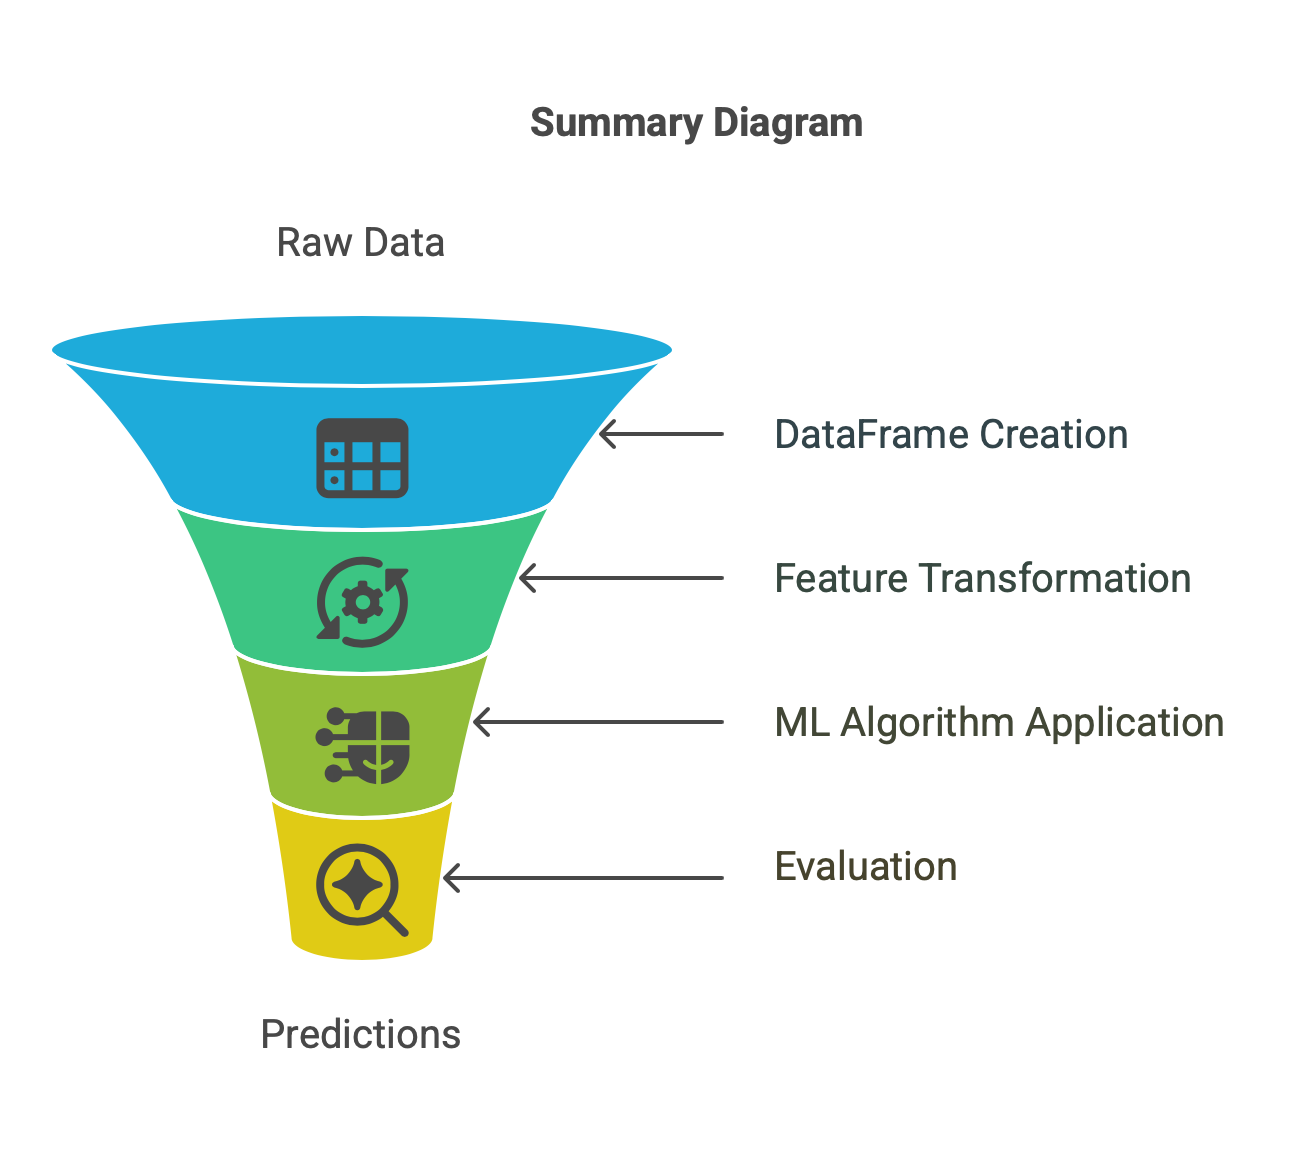 Summary Diagram
Raw Data
DataFrame Creation
Feature Transformation
ML Algorithm Application
Evaluation
Predictions